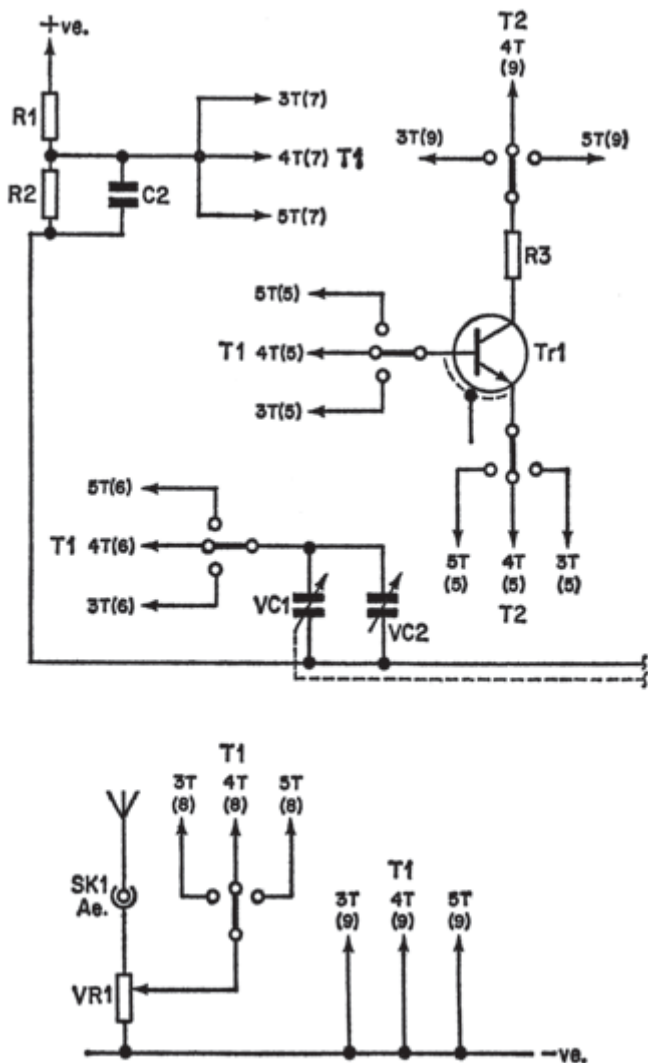 +ve.
T2
4T
(9)
R1
3T(7)
3T(9)
5T(9)
4T(7) T1
R2
C2
5T(7)
R3
5T(5)
T1 4T(5)
Tr1
3T(5)
5T(6)
T1 4T(6)
3T(6)
5T
(5)
4T
(5)
3T
(5)
T2
VC1
VC2
T1
3T
(8)
4T
(8)
5T
(8)
SK1
Ae.
T1
3T
(9)
4T
(9)
5T
(9)
VR1
-ve.